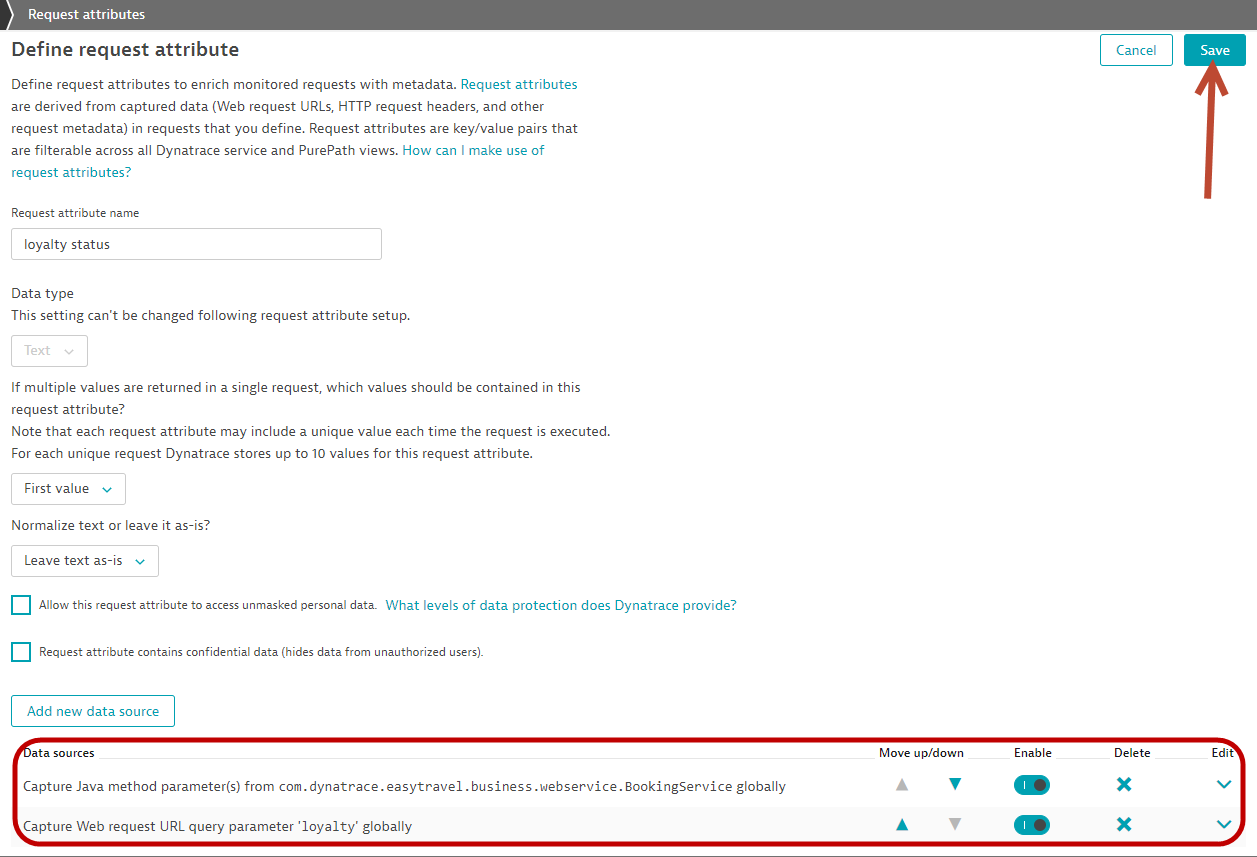 Request attributes
Define request attribute
Cancel
Save
Define request attributes to enrich monitored requests with metadata. Request attributes
are derived from captured data (Web request URLs, HTTP request headers, and other
request metadata) in requests that you define. Request attributes are key/value pairs that
are filterable across all Dynatrace service and PurePath views. How can I make use of
request attributes?
Request attribute name
loyalty status
Data type
This setting can't be changed following request attribute setup.
Text
If multiple values are returned in a single request, which values should be contained in this
request attribute?
Note that each request attribute may include a unique value each time the request is executed.
For each unique request Dynatrace stores up to 10 values for this request attribute.
First value
Normalize text or leave it as-is?
Leave text as-is
Allow this request attribute to access unmasked personal data. What levels of data protection does Dynatrace provide?
Request attribute contains confidential data (hides data from unauthorized users).
Add new data source
Data sources Move up/down Enable Delete Edit
Capture Java method parameter(s) from com.dynatrace.easytravel.business.webservice.BookingService globally
Capture Web request URL query parameter 'loyalty' globally